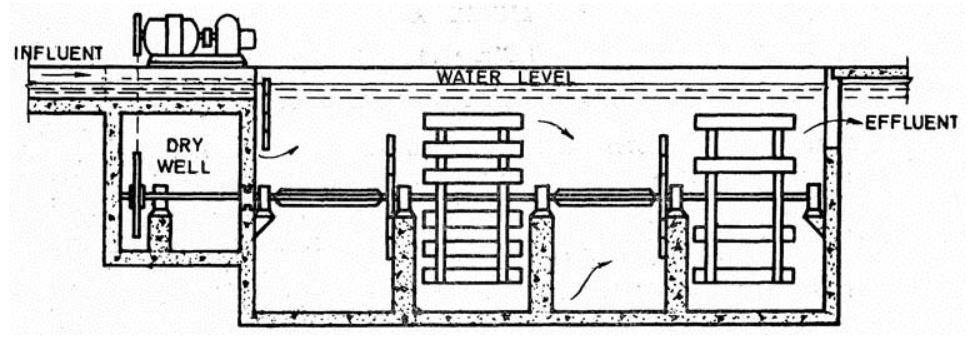 INFLUENT
WATER LEVEL
DRY
WELL
EFFLUENT